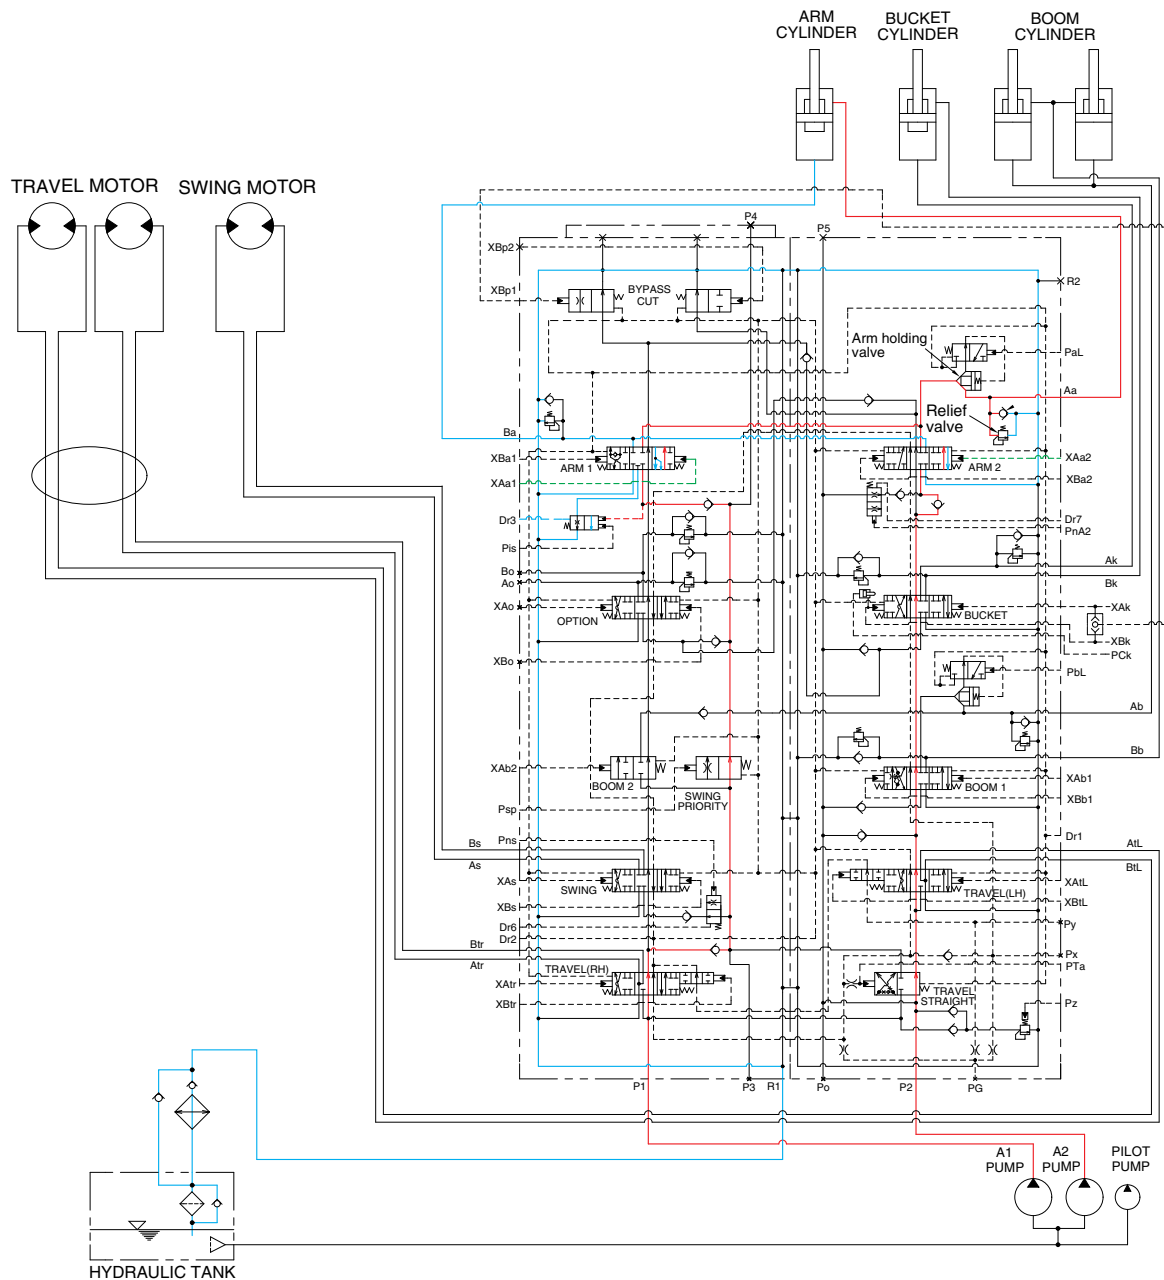 ARM
CYLINDER
BUCKET
CYLINDER
BOOM
CYLINDER
TRAVEL MOTOR
SWING MOTOR
P4
P5
XBp2
XBp1
BYPASS
CUT
R2
Arm holding
valve
PaL
Aa
Relief
valve
Ba
XBa1
ARM 1
XAa1
ARM 2
XAa2
XBa2
Dr3
Dr7
PnA2
Pis
Bo
Ao
Ak
Bk
XAo
OPTION
BUCKET
XAk
XBk
PCk
XBo
PbL
Ab
Bb
XAb2
BOOM 2
SWING
PRIORITY
BOOM 1
XAb1
XBb1
Psp
Pns
Dr1
Bs
As
AtL
BtL
XAs
SWING
TRAVEL(LH)
XAtL
XBtL
XBs
Dr6
Dr2
Py
Btr
Atr
Px
PTa
TRAVEL(RH)
XAtr
XBtr
TRAVEL
STRAIGHT
Pz
P1
P3
R1
Po
P2
PG
A1
PUMP
A2
PUMP
PILOT
PUMP
HYDRAULIC TANK